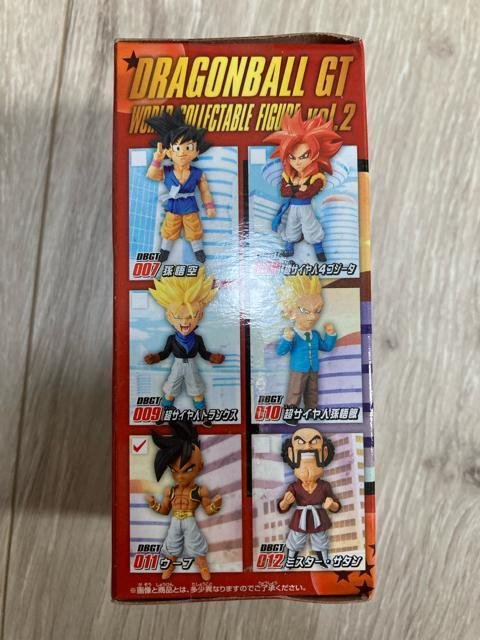 DRAGONBALL GT
WORLD COLLECTABLE FIGURE vol.2
DBGT
007 孫悟空
超サイヤ人4ゴジータ
DBGT
009 超サイヤ人トランクス
DBGT
010 超サイヤ人孫悟飯
DBGT
011 ウーブ
DBGT
012 ミスター・サタン
※画像と商品とは、多少異なりますのでご了承ください。